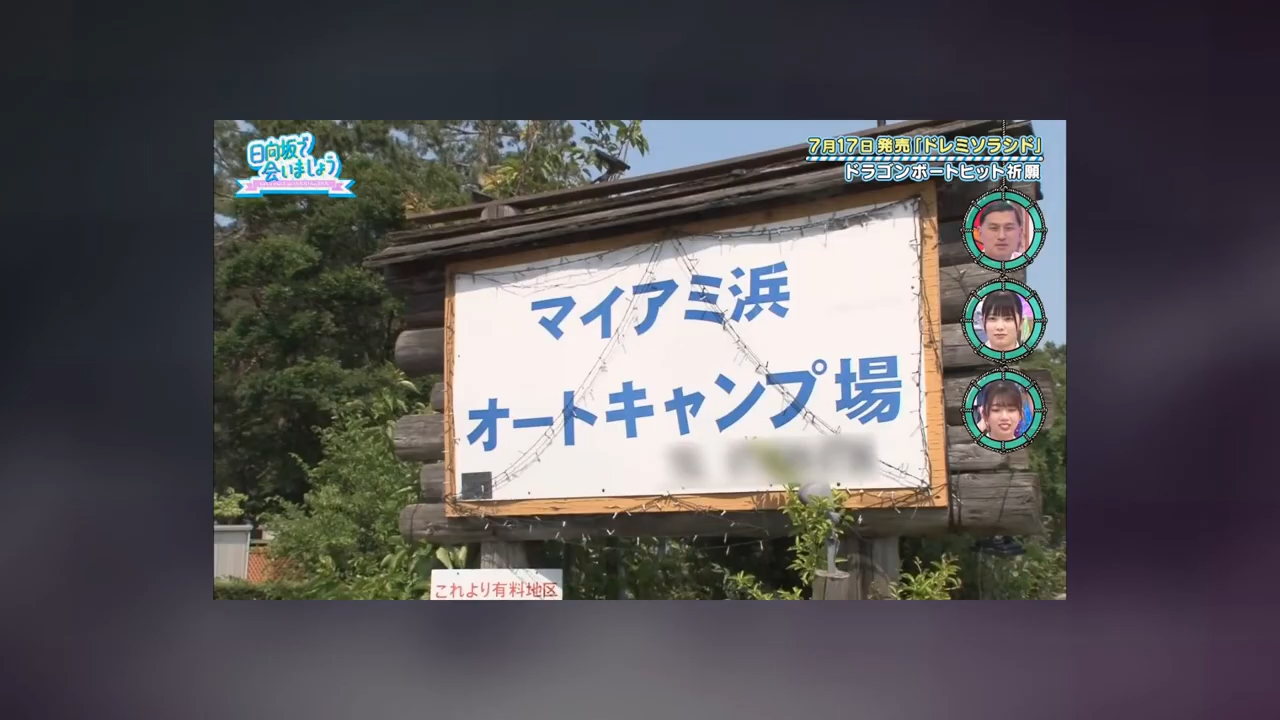 日向坂で
会いましょう
7月17日発売「ドレミソランド」
ドラゴンボートヒット祈願
マイアミ浜
オートキャンプ場
これより有料地区